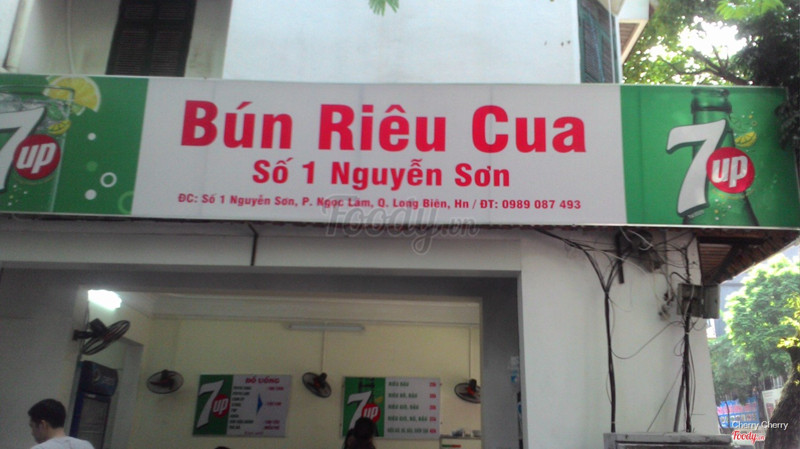 Bún Riêu Cua
Số 1 Nguyễn Sơn
ĐC: Số 1 Nguyễn Sơn, P. Ngọc Lâm, Q. Long Biên, Hn / ĐT: 0989 087 493
7up
7up
Foody.vn
ĐỒ UỐNG
7up
7up
Cherry Cherry
Foody.vn